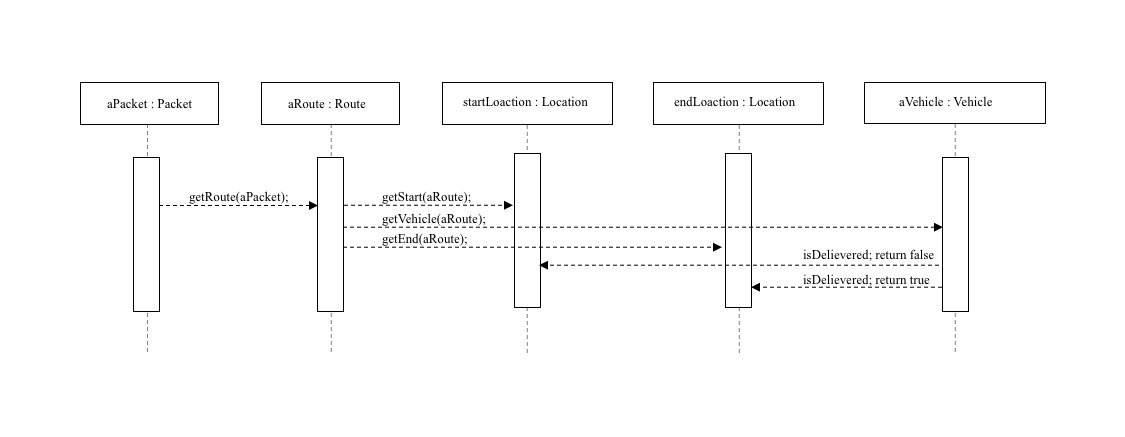 aPacket : Packet
aRoute : Route
startLoaction : Location
endLoaction : Location
aVehicle : Vehicle
getRoute(aPacket);
getStart(aRoute);
getVehicle(aRoute);
getEnd(aRoute);
isDelievered; return false
isDelievered; return true